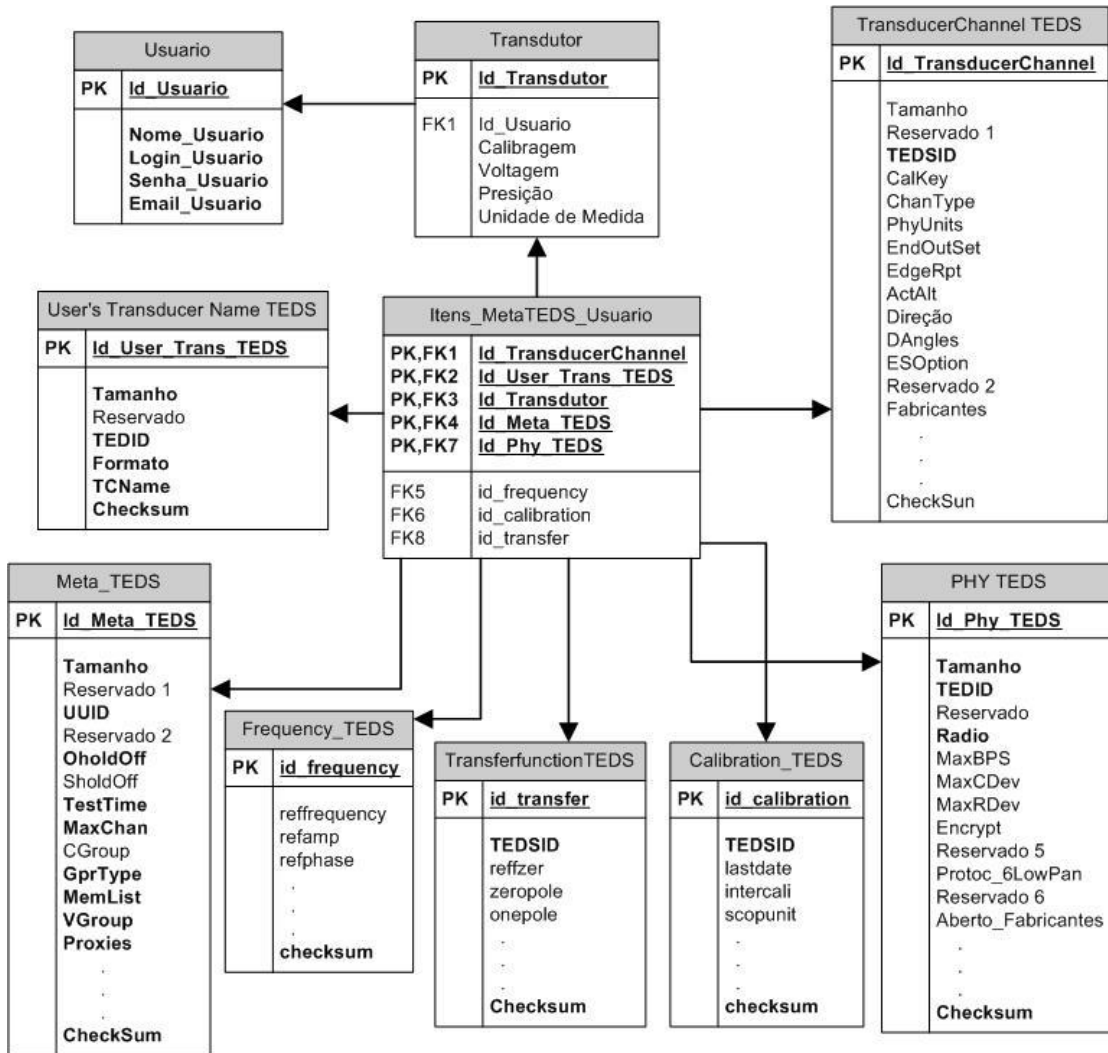 Usuario
PK Id_Usuario
Nome_Usuario
Login_Usuario
Senha_Usuario
Email_Usuario
Transdutor
PK Id_Transdutor
FK1 Id_Usuario
Calibragem
Voltagem
Presição
Unidade de Medida
TransducerChannel TEDS
PK Id_TransducerChannel
Tamanho
Reservado 1
TEDSID
CalKey
ChanType
PhyUnits
EndOutSet
EdgeRpt
ActAlt
Direção
DAngles
ESOption
Reservado 2
Fabricantes
.
.
.
CheckSun
User's Transducer Name TEDS
PK Id_User_Trans_TEDS
Tamanho
Reservado
TEDID
Formato
TCName
Checksum
Itens_MetaTEDS_Usuario
PK,FK1 Id_TransducerChannel
PK,FK2 Id_User_Trans_TEDS
PK,FK3 Id_Transdutor
PK,FK4 Id_Meta_TEDS
PK,FK7 Id_Phy_TEDS
FK5 id_frequency
FK6 id_calibration
FK8 id_transfer
Meta_TEDS
PK Id_Meta_TEDS
Tamanho
Reservado 1
UUID
Reservado 2
OholdOff
SholdOff
TestTime
MaxChan
CGroup
GprType
MemList
VGroup
Proxies
.
.
.
CheckSum
Frequency_TEDS
PK id_frequency
reffrequency
refamp
refphase
.
.
.
checksum
TransferfunctionTEDS
PK id_transfer
TEDSID
reffzer
zeropole
onepole
.
.
.
Checksum
Calibration_TEDS
PK id_calibration
TEDSID
lastdate
intercali
scopunit
.
.
.
checksum
PHY TEDS
PK Id_Phy_TEDS
Tamanho
TEDID
Reservado
Radio
MaxBPS
MaxCDev
MaxRDev
Encrypt
Reservado 5
Protoc_6LowPan
Reservado 6
Aberto_Fabricantes
.
.
.
Checksum